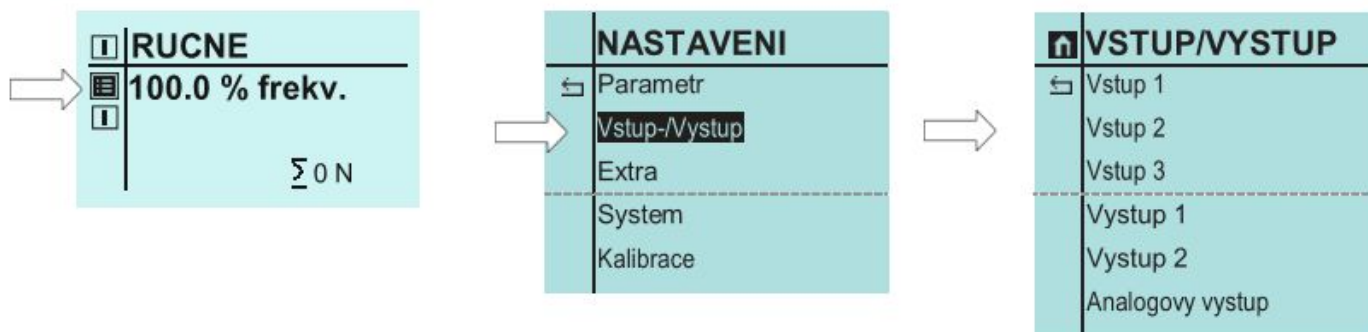 RUCNE
100.0 % frekv.
Σ 0 N
NASTAVENI
Parametr
Vstup-/Vystup
Extra
System
Kalibrace
VSTUP/VYSTUP
Vstup 1
Vstup 2
Vstup 3
Vystup 1
Vystup 2
Analogovy vystup